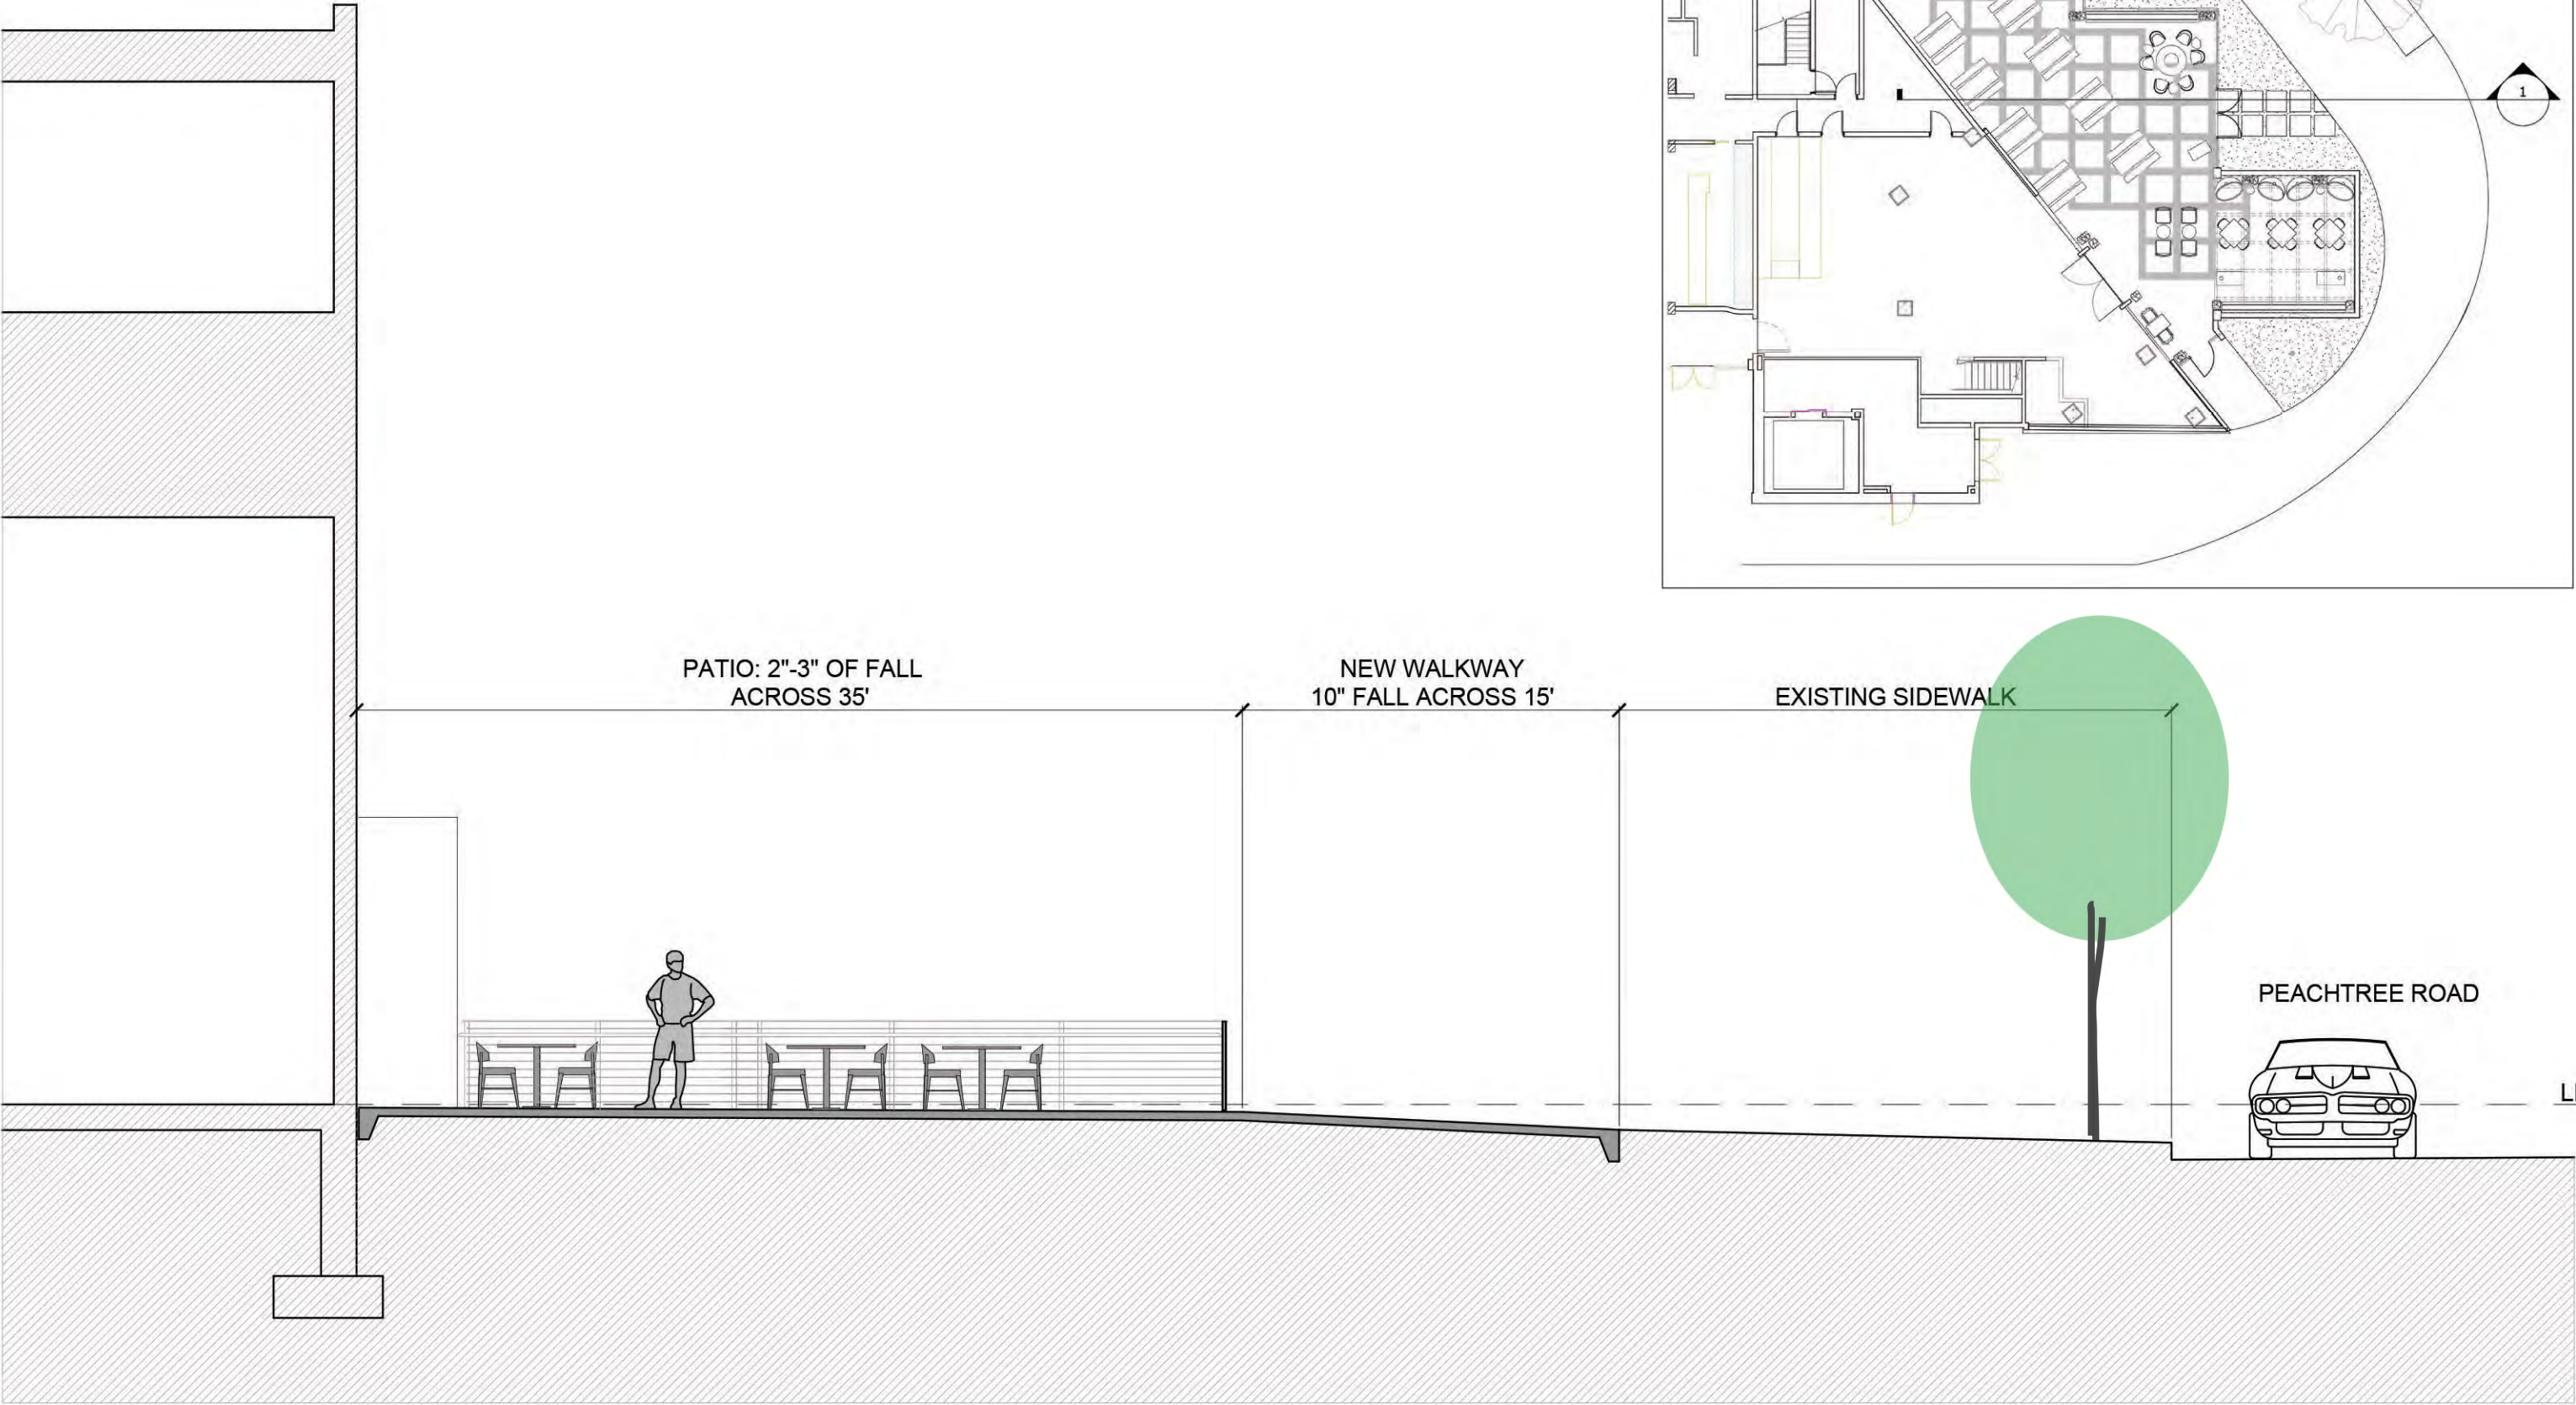 1
PATIO: 2"-3" OF FALL
ACROSS 35'
NEW WALKWAY
10" FALL ACROSS 15'
EXISTING SIDEWALK
PEACHTREE ROAD
L